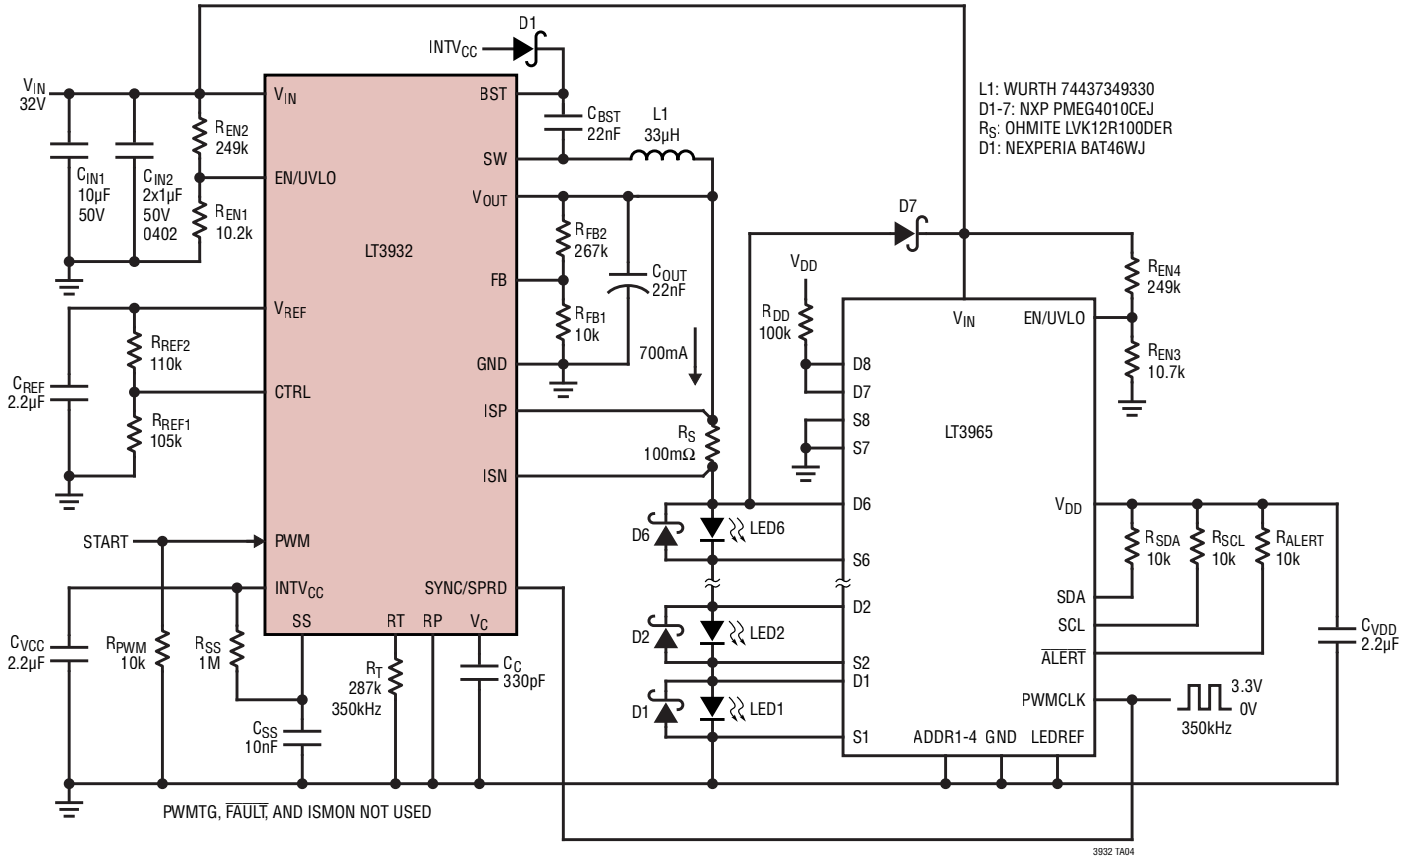 D1
INTVCC
VIN
32V
VIN
BST
CBST
22nF
L1
33µH
L1: WURTH 74437349330
D1-7: NXP PMEG4010CEJ
RS: OHMITE LVK12R100DER
D1: NEXPERIA BAT46WJ
REN2
249k
SW
CIN1
10µF
50V
CIN2
2x1µF
50V
0402
EN/UVLO
VOUT
REN1
10.2k
D7
LT3932
RFB2
267k
FB
COUT
22nF
VDD
REN4
249k
VREF
RFB1
10k
RDD
100k
VIN
EN/UVLO
RREF2
110k
GND
700mA
D8
REN3
10.7k
CREF
2.2µF
CTRL
D7
ISP
S8
RREF1
105k
RS
100mΩ
LT3965
S7
ISN
D6
VDD
START
PWM
D6
LED6
RSDA
10k
RSCL
10k
RALERT
10k
S6
INTVCC
SYNC/SPRD
D2
SDA
SS
RT
RP
VC
D2
LED2
SCL
CVCC
2.2µF
RPWM
10k
RSS
1M
CVDD
2.2µF
S2
ALERT
RT
287k
350kHz
CC
330pF
D1
D1
LED1
PWMCLK
3.3V
0V
350kHz
CSS
10nF
S1
ADDR1-4
GND
LEDREF
PWMTG, FAULT, AND ISMON NOT USED
3932 TA04